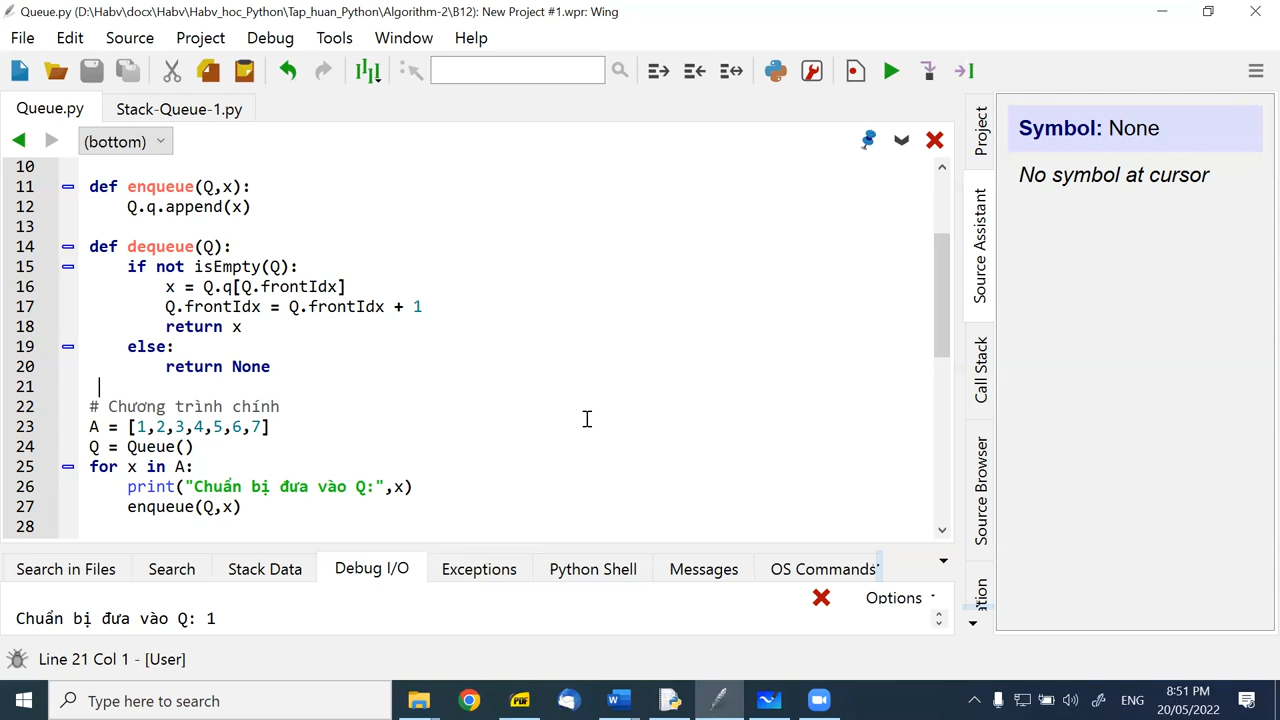 Queue.py (D:\Habv\docx\Habv\Habv_hoc_Python\Tap_huan_Python\Algorithm-2\B12): New Project #1.wpr: Wing
File Edit Source Project Debug Tools Window Help
Queue.py Stack-Queue-1.py
(bottom)
10
11 def enqueue(Q,x):
12 Q.q.append(x)
13
14 def dequeue(Q):
15 if not isEmpty(Q):
16 x = Q.q[Q.frontIdx]
17 Q.frontIdx = Q.frontIdx + 1
18 return x
19 else:
20 return None
21
22 # Chương trình chính
23 A = [1,2,3,4,5,6,7]
24 Q = Queue()
25 for x in A:
26 print("Chuẩn bị đưa vào Q:",x)
27 enqueue(Q,x)
28
Project
Source Assistant
Call Stack
Source Browser
Symbol: None
No symbol at cursor
Search in Files Search Stack Data Debug I/O Exceptions Python Shell Messages OS Commands
Options
Chuẩn bị đưa vào Q: 1
Line 21 Col 1 - [User]
Type here to search
PDF
ENG
8:51 PM
20/05/2022